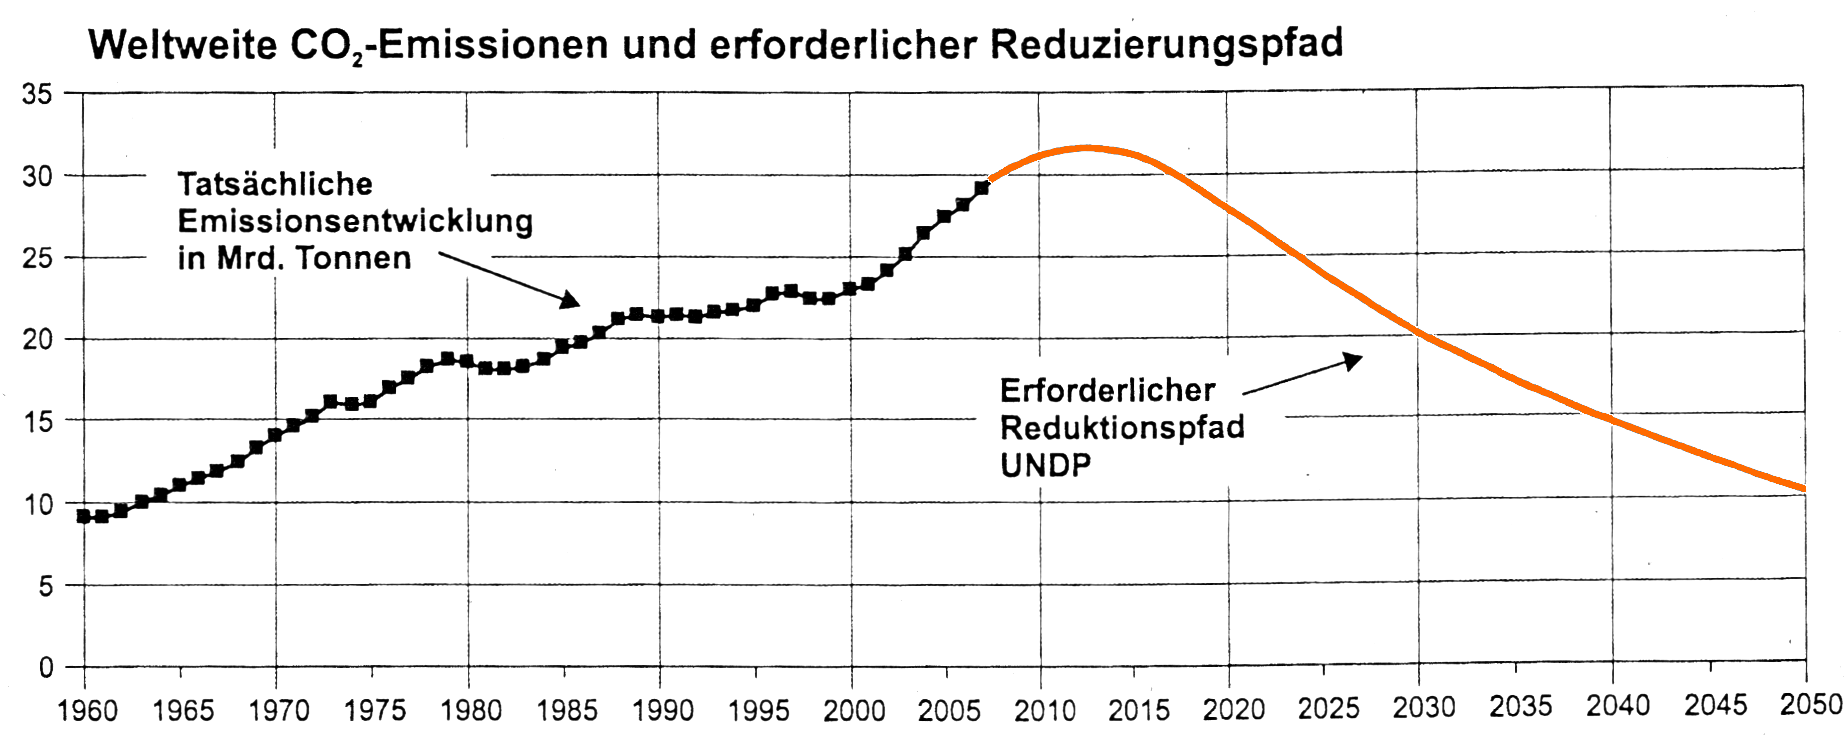 Weltweite CO₂-Emissionen und erforderlicher Reduzierungspfad
35
30
25
20
15
10
5
0
Tatsächliche
Emissionsentwicklung
in Mrd. Tonnen
Erforderlicher
Reduktionspfad
UNDP
1960 1965 1970 1975 1980 1985 1990 1995 2000 2005 2010 2015 2020 2025 2030 2035 2040 2045 2050